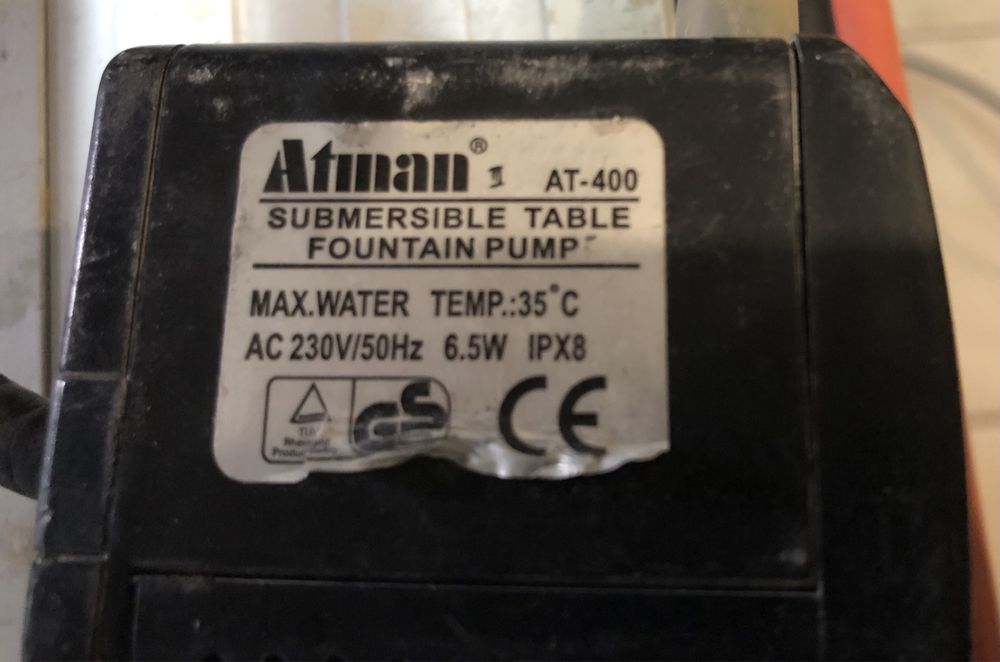 Atman® AT-400
SUBMERSIBLE TABLE
FOUNTAIN PUMP
MAX.WATER TEMP.:35°C
AC 230V/50Hz 6.5W IPX8
TÜV GS CE